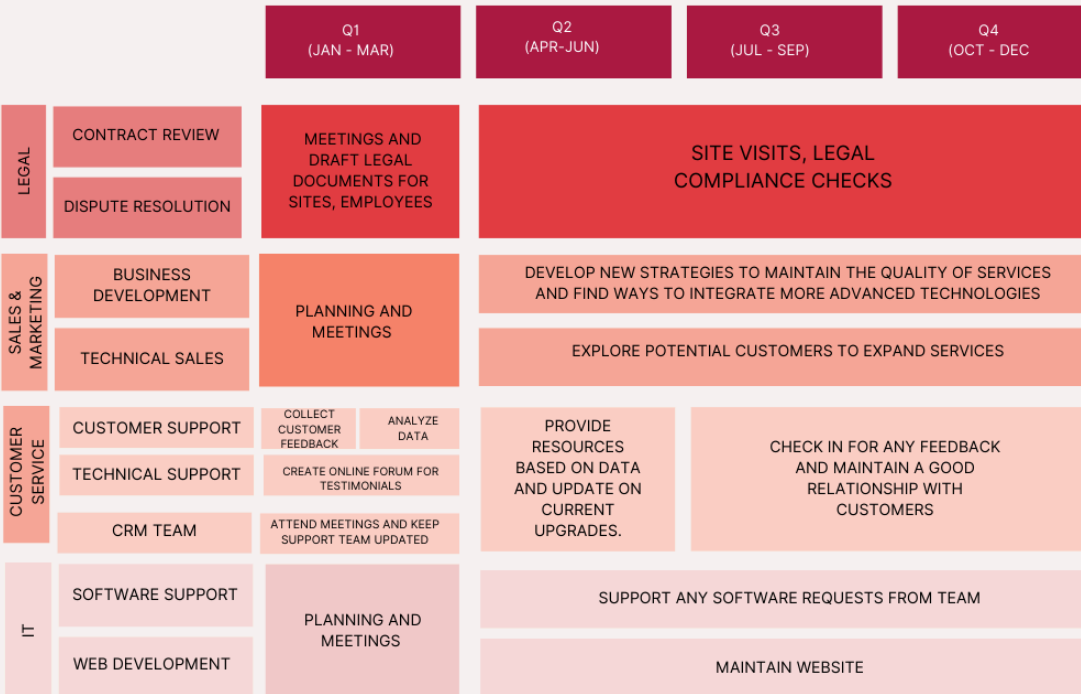 Q1
(JAN - MAR)
Q2
(APR-JUN)
Q3
(JUL - SEP)
Q4
(OCT - DEC
LEGAL
CONTRACT REVIEW
DISPUTE RESOLUTION
MEETINGS AND
DRAFT LEGAL
DOCUMENTS FOR
SITES, EMPLOYEES
SITE VISITS, LEGAL
COMPLIANCE CHECKS
SALES &
MARKETING
BUSINESS
DEVELOPMENT
TECHNICAL SALES
PLANNING AND
MEETINGS
DEVELOP NEW STRATEGIES TO MAINTAIN THE QUALITY OF SERVICES
AND FIND WAYS TO INTEGRATE MORE ADVANCED TECHNOLOGIES
EXPLORE POTENTIAL CUSTOMERS TO EXPAND SERVICES
CUSTOMER
SERVICE
CUSTOMER SUPPORT
COLLECT
CUSTOMER
FEEDBACK
ANALYZE
DATA
TECHNICAL SUPPORT
CREATE ONLINE FORUM FOR
TESTIMONIALS
CRM TEAM
ATTEND MEETINGS AND KEEP
SUPPORT TEAM UPDATED
PROVIDE
RESOURCES
BASED ON DATA
AND UPDATE ON
CURRENT
UPGRADES.
CHECK IN FOR ANY FEEDBACK
AND MAINTAIN A GOOD
RELATIONSHIP WITH
CUSTOMERS
IT
SOFTWARE SUPPORT
WEB DEVELOPMENT
PLANNING AND
MEETINGS
SUPPORT ANY SOFTWARE REQUESTS FROM TEAM
MAINTAIN WEBSITE